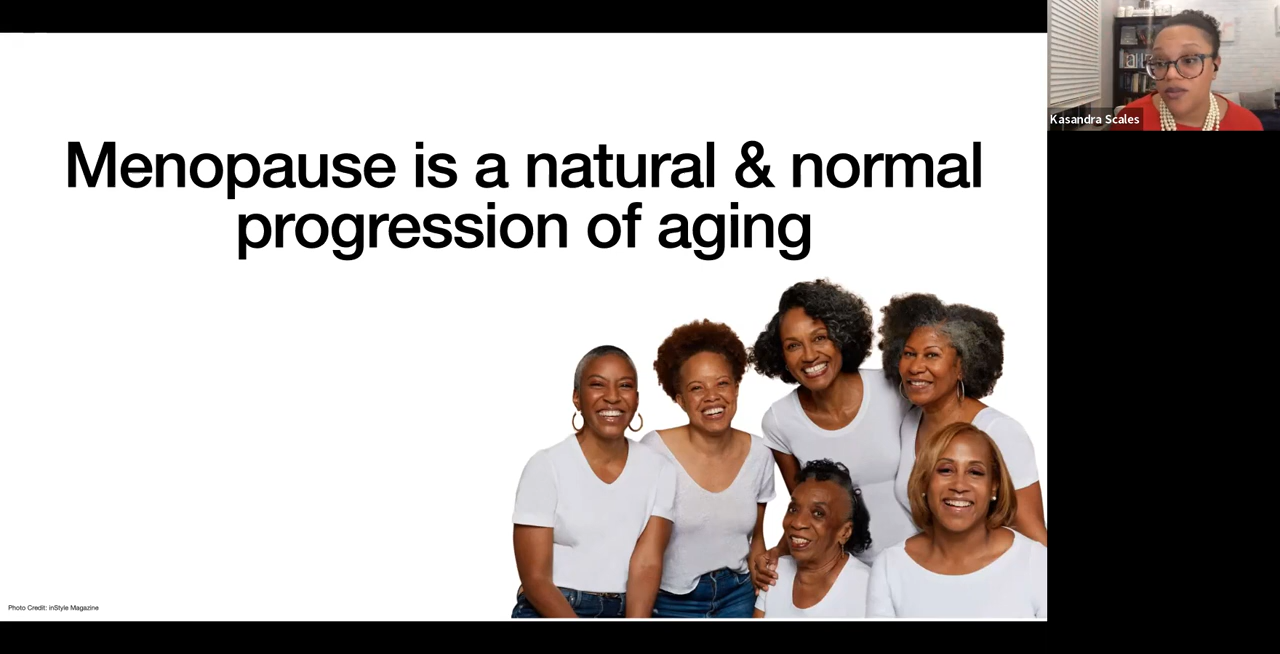 Menopause is a natural & normal
progression of aging
Kasandra Scales
Photo Credit: inStyle Magazine